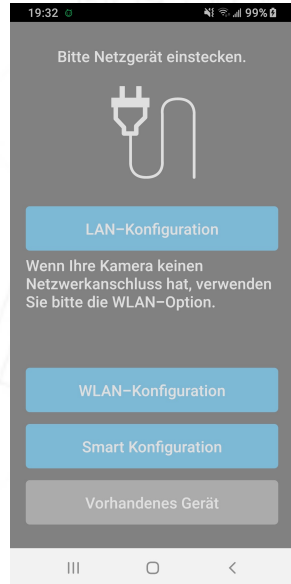 19:32 99%
Bitte Netzgerät einstecken.
LAN-Konfiguration
Wenn Ihre Kamera keinen
Netzwerkanschluss hat, verwenden
Sie bitte die WLAN-Option.
WLAN-Konfiguration
Smart Konfiguration
Vorhandenes Gerät